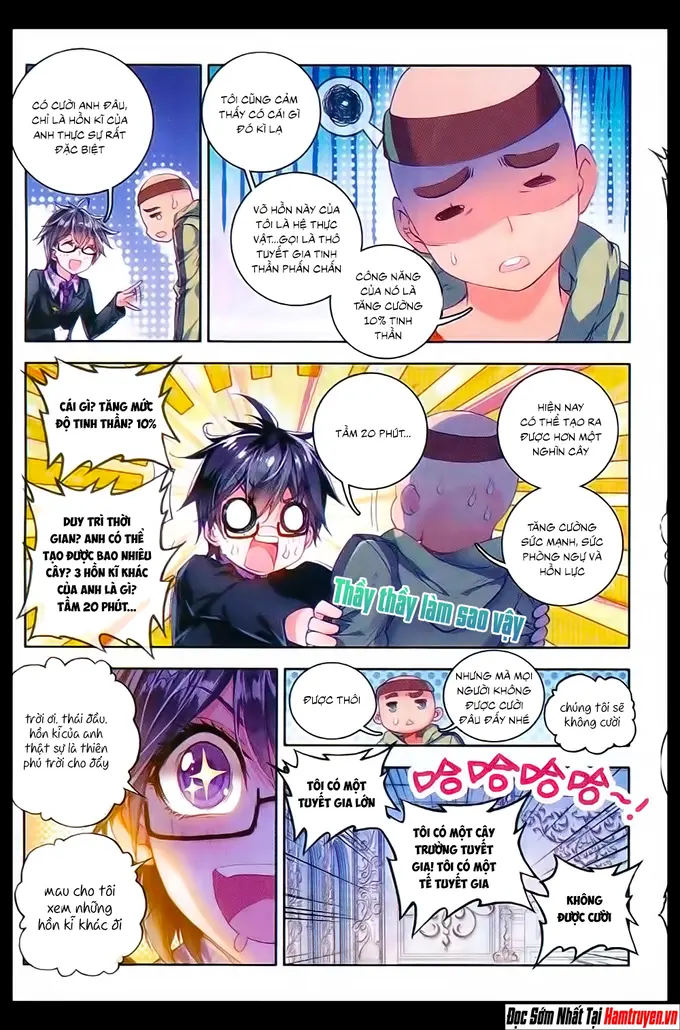 CÓ CƯỜI ANH ĐÂU,
CHỈ LÀ HỒN KĨ CỦA
ANH THỰC SỰ RẤT
ĐẶC BIỆT
TÔI CŨNG CẢM
THẤY CÓ CÁI GÌ
ĐÓ KÌ LẠ
VÕ HỒN NÀY CỦA
TÔI LÀ HỆ THỰC
VẬT...GỌI LÀ THÔ
TUYẾT GIA TINH
THẦN PHẤN CHẤN
CÔNG NĂNG
CỦA NÓ LÀ
TĂNG CƯỜNG
10% TINH
THẦN
CÁI GÌ? TĂNG MỨC
ĐỘ TINH THẦN? 10%
TẦM 20 PHÚT...
HIỆN NAY
CÓ THỂ TẠO RA
ĐƯỢC HƠN MỘT
NGHÌN CÂY
DUY TRÌ THỜI
GIAN? ANH CÓ THỂ
TẠO ĐƯỢC BAO NHIÊU
CÂY? 3 HỒN KĨ KHÁC
CỦA ANH LÀ GÌ?
TẦM 20 PHÚT...
TĂNG CƯỜNG
SỨC MẠNH, SỨC
PHÒNG NGỰ VÀ
HỒN LỰC
Thầy thầy làm sao vậy
trời ơi, thái đầu.
hồn kĩ của anh
thật sự là thiên
phú trời cho đấy
ĐƯỢC THÔI
NHƯNG MÀ MỌI
NGƯỜI KHÔNG
ĐƯỢC CƯỜI
ĐÂU ĐẤY NHÉ
chúng tôi sẽ
không cười
哈哈哈哈~!
TÔI CÓ MỘT
TUYẾT GIA LỚN
TÔI CÓ MỘT CÂY
TRƯỜNG TUYẾT
GIA! TÔI CÓ MỘT
TẾ TUYẾT GIA
mau cho tôi
xem những
hồn kĩ khác đi
KHÔNG
ĐƯỢC CƯỜI
Đọc Sớm Nhất Tại Hamtruyen.vn